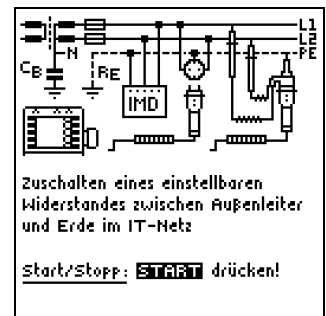 L1
L2
N
PE
CB
RE
IMD
Zuschalten eines einstellbaren
Widerstandes zwischen Außenleiter
und Erde im IT-Netz
Start/Stopp: START drücken!